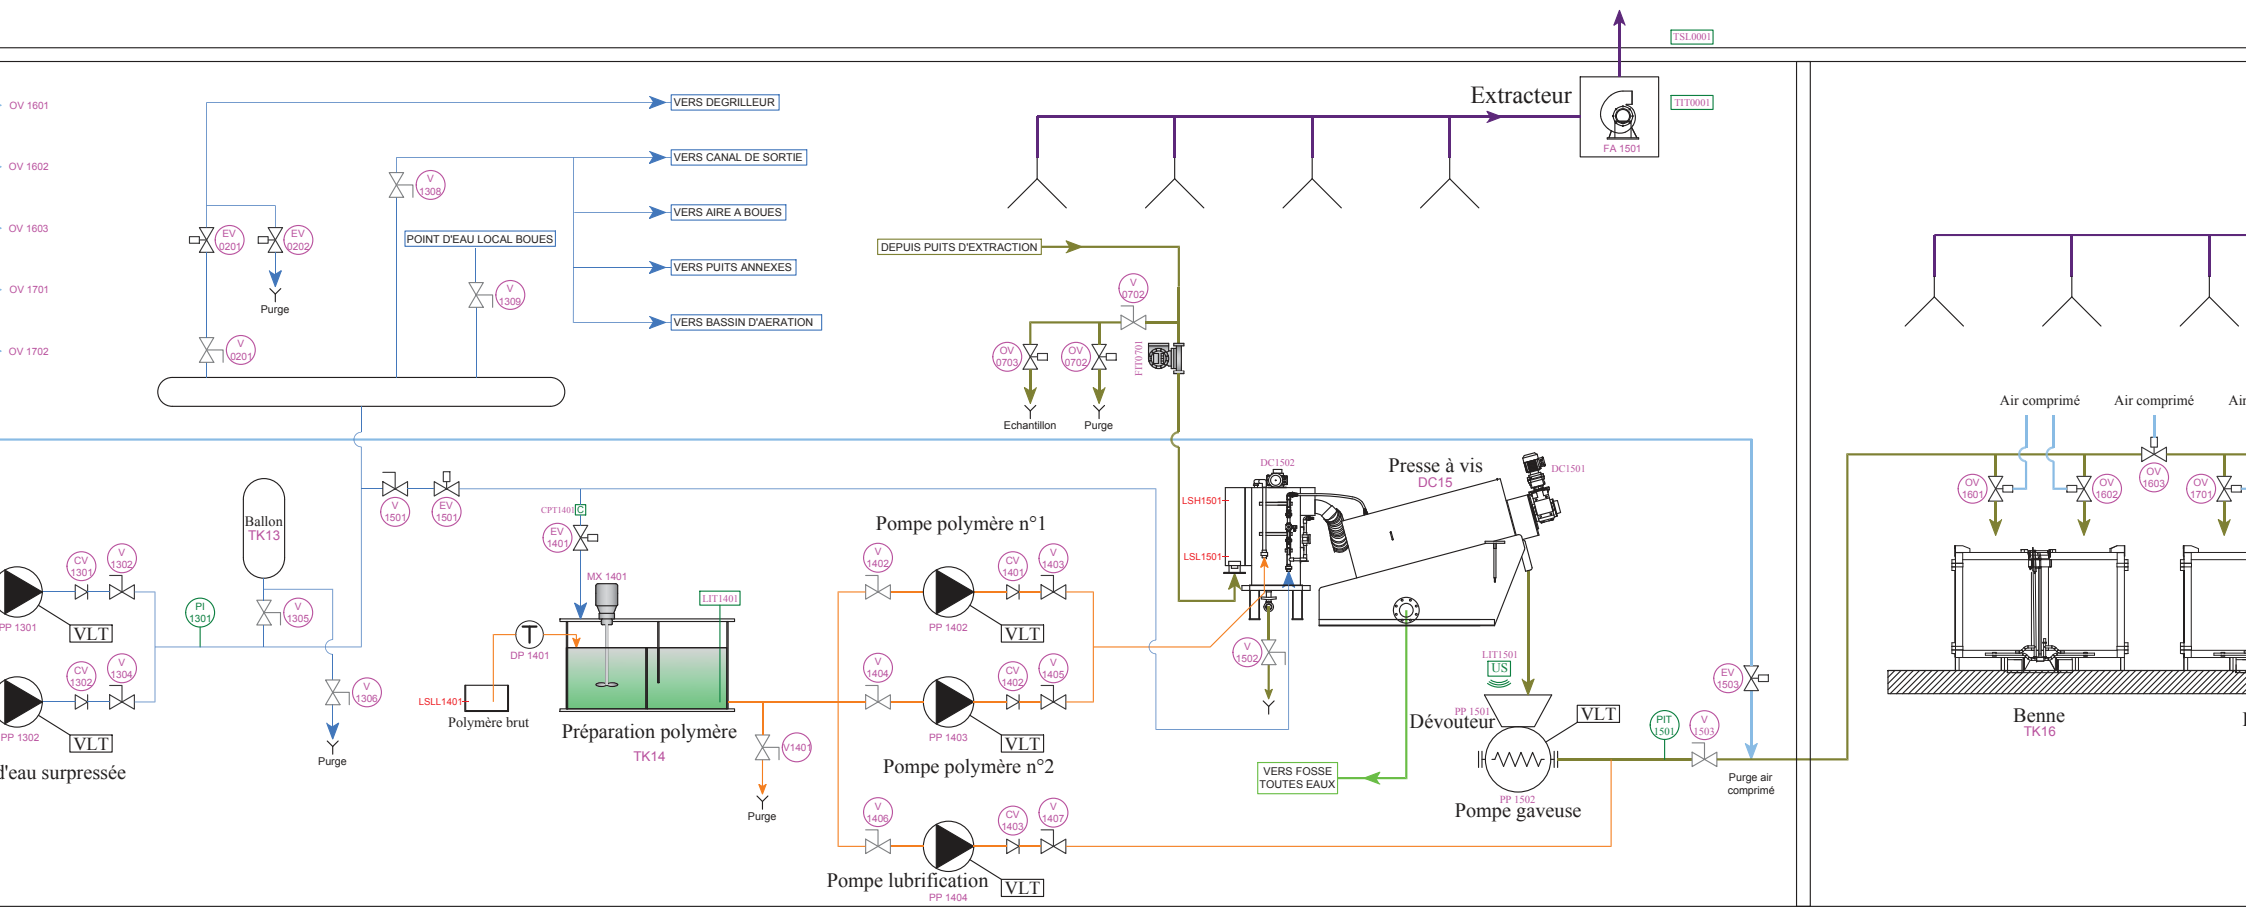 TSL0001
Extracteur
TIT0001
FA 1501
OV 1601
OV 1602
OV 1603
OV 1701
OV 1702
VERS DEGRILLEUR
VERS CANAL DE SORTIE
VERS AIRE A BOUES
VERS PUITS ANNEXES
VERS BASSIN D'AERATION
V
1308
EV
0201
EV
0202
Purge
POINT D'EAU LOCAL BOUES
V
1309
V
0201
DEPUIS PUITS D'EXTRACTION
V
0702
OV
0703
OV
0702
FIT0701
Echantillon
Purge
Air comprimé
Air comprimé
OV
1601
OV
1602
OV
1603
OV
1701
Ballon
TK13
V
1501
EV
1501
CPT1401
C
EV
1401
CV
1301
V
1302
PP 1301
VLT
PI
1301
V
1305
CV
1302
V
1304
PP 1302
VLT
V
1306
Purge
d'eau surpressée
MX 1401
LIT1401
T
DP 1401
LSLL1401
Polymère brut
Préparation polymère
TK14
V1401
Purge
Pompe polymère n°1
V
1402
CV
1401
V
1403
PP 1402
VLT
V
1404
CV
1402
V
1405
PP 1403
VLT
Pompe polymère n°2
V
1406
CV
1403
V
1407
Pompe lubrification
PP 1404
VLT
DC1502
LSH1501
LSL1501
Presse à vis
DC15
DC1501
V
1502
LIT1501
US
PP 1501
Dévouteur
VLT
PP 1502
Pompe gaveuse
VERS FOSSE
TOUTES EAUX
PIT
1501
V
1503
EV
1503
Purge air
comprimé
Benne
TK16